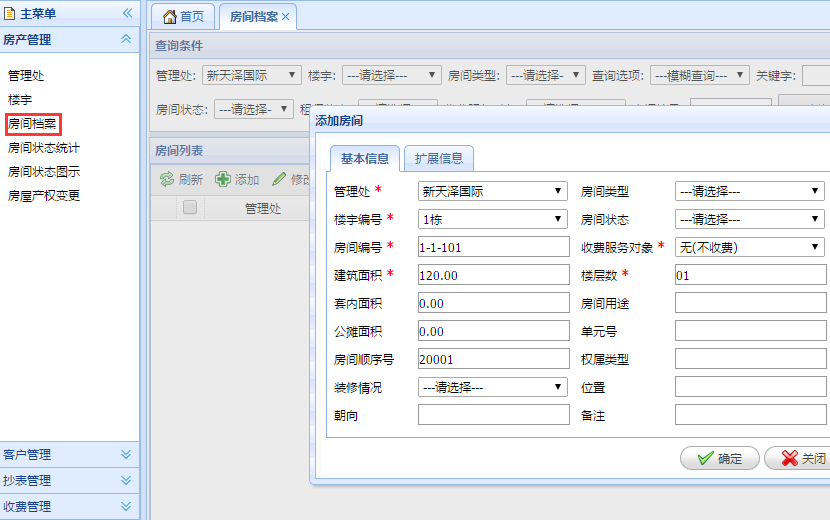 主菜单
房产管理
管理处
楼宇
房间档案
房间状态统计
房间状态图示
房屋产权变更
客户管理
抄表管理
收费管理
首页 房间档案
查询条件
管理处: 新天泽国际 楼宇: ---请选择--- 房间类型: ---请选择- 查询选项: ---模糊查询--- 关键字:
房间状态: ---请选择-
房间列表
刷新 添加 修改
管理处
添加房间
基本信息 扩展信息
管理处 * 新天泽国际 房间类型 ---请选择---
楼宇编号 * 1栋 房间状态 ---请选择---
房间编号 * 1-1-101 收费服务对象 * 无(不收费)
建筑面积 * 120.00 楼层数 * 01
套内面积 0.00 房间用途
公摊面积 0.00 单元号
房间顺序号 20001 权属类型
装修情况 ---请选择--- 位置
朝向 备注
确定 关闭